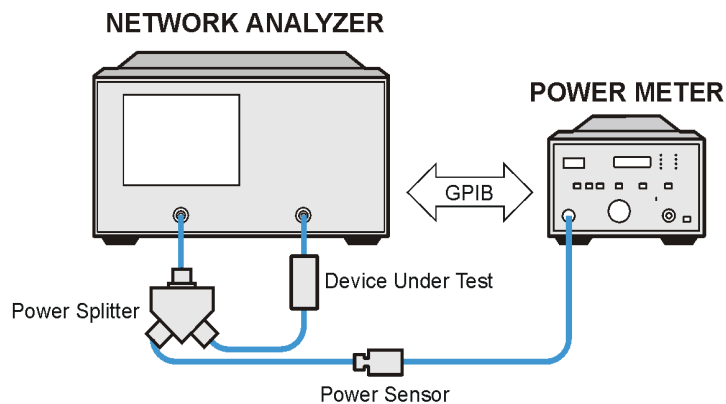 NETWORK ANALYZER
POWER METER
GPIB
Device Under Test
Power Splitter
Power Sensor